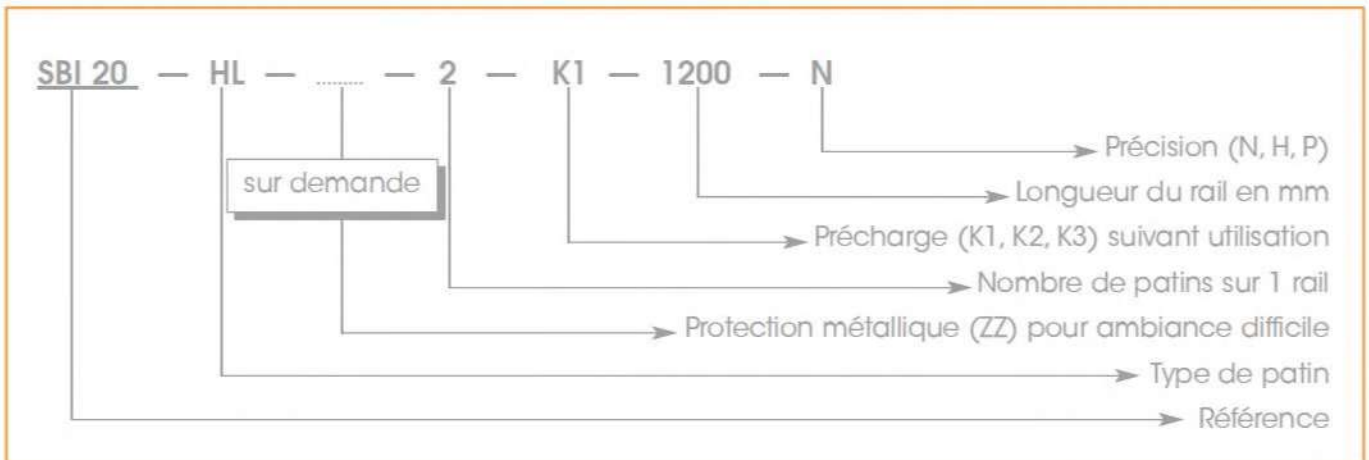 SBI 20 — HL — ......... — 2 — K1 — 1200 — N
Précision (N, H, P)
sur demande
Longueur du rail en mm
Précharge (K1, K2, K3) suivant utilisation
Nombre de patins sur 1 rail
Protection métallique (ZZ) pour ambiance difficile
Type de patin
Référence